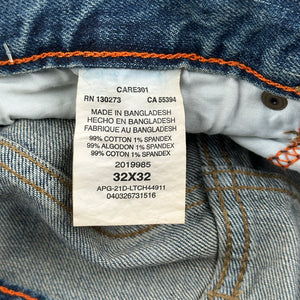 CARE301
RN 130273 CA 55394
MADE IN BANGLADESH
HECHO EN BANGLADESH
FABRIQUE AU BANGLADESH
99% COTTON 1% SPANDEX
99% ALGODON 1% SPANDEX
99% COTON 1% SPANDEX
2019985
32X32
APG-21D-LTCH44911
040326731516